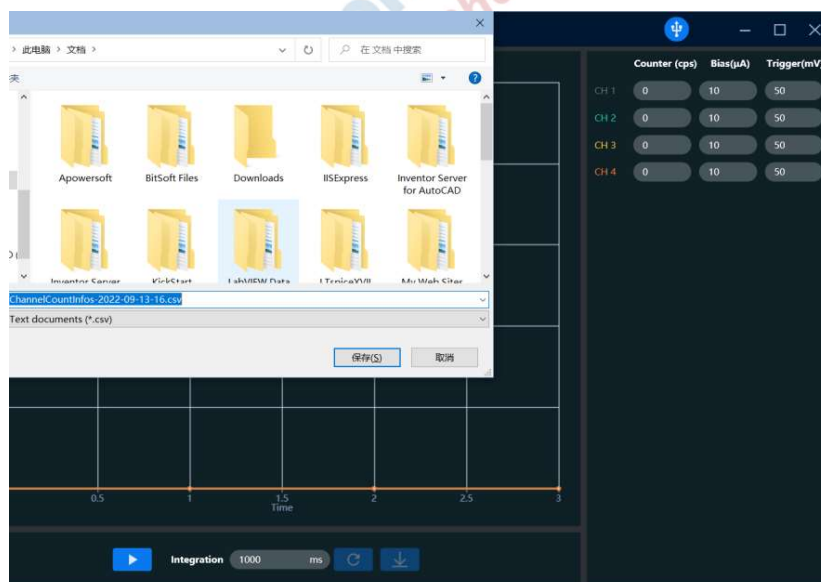 › 此电脑 › 文档 ›
在 文档 中搜索
夹
Counter (cps) Bias(μA) Trigger(mV
CH 1 0 10 50
CH 2 0 10 50
CH 3 0 10 50
CH 4 0 10 50
Apowersoft BitSoft Files Downloads IISExpress Inventor Server
for AutoCAD
Inventor Server KickStart LabVIEW Data LTspiceXVII My Web Sites
ChannelCountInfos-2022-09-13-16.csv
Text documents (*.csv)
保存(S) 取消
0.5 1 1.5 2 2.5 3
Time
Integration 1000 ms